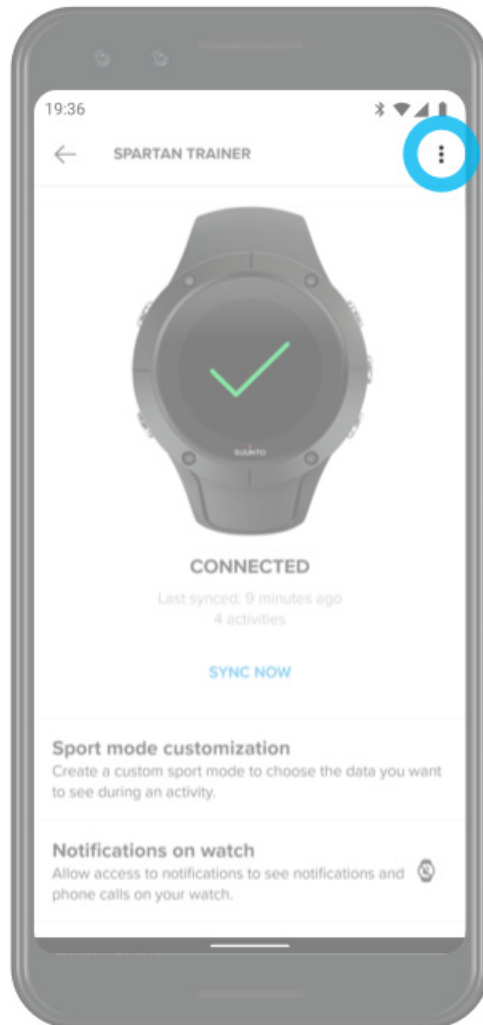 19:36
SPARTAN TRAINER
SUUNTO
CONNECTED
Last synced: 9 minutes ago
4 activities
SYNC NOW
Sport mode customization
Create a custom sport mode to choose the data you want
to see during an activity.
Notifications on watch
Allow access to notifications to see notifications and
phone calls on your watch.